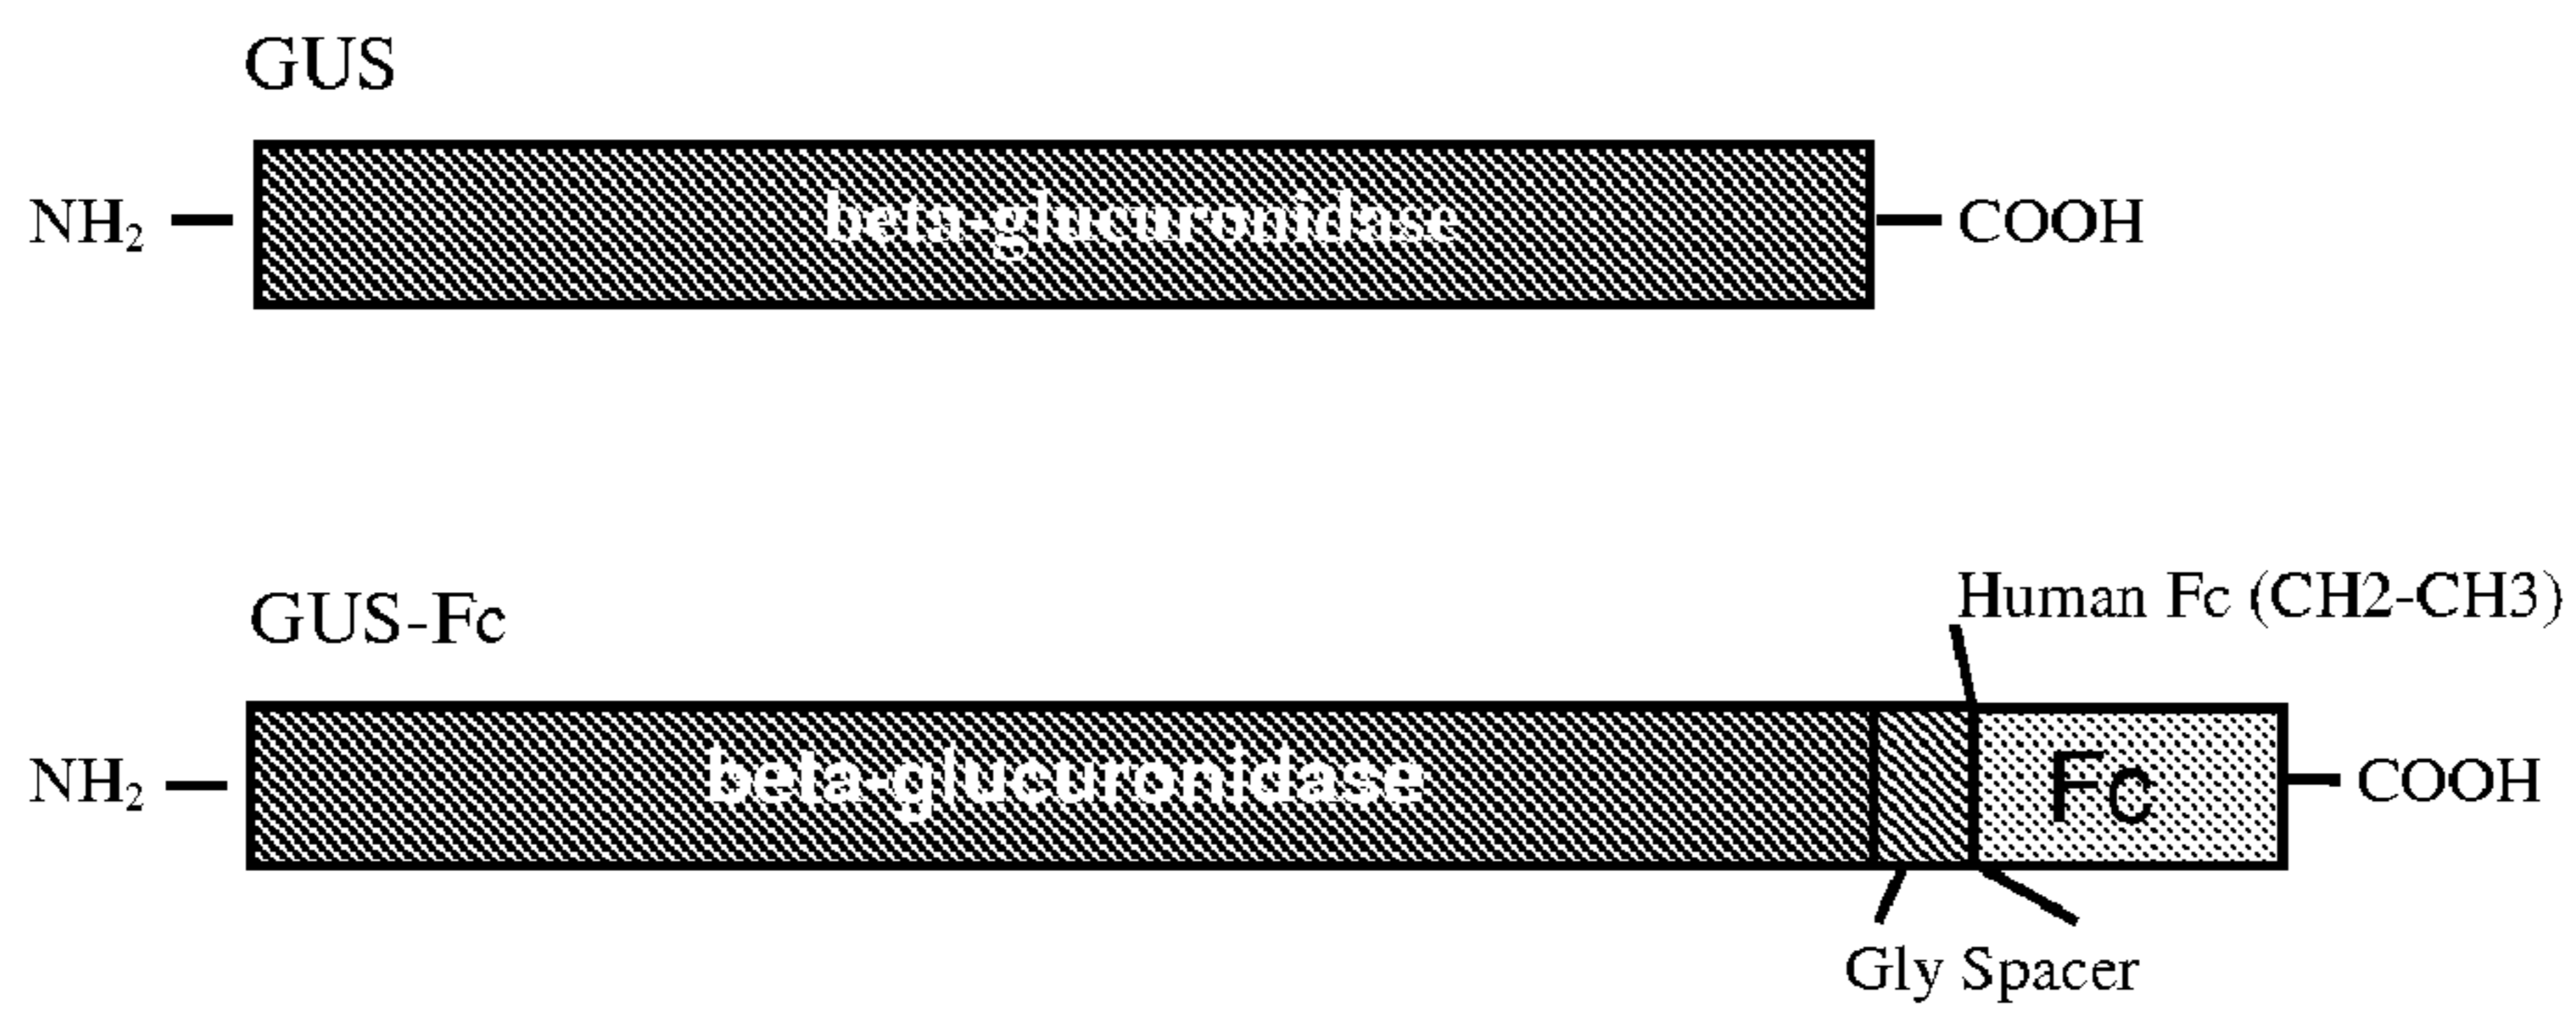 GUS
NH2
beta-glucuronidase
COOH
GUS-Fc
Human Fc (CH2-CH3)
NH2
beta-glucuronidase
Fc
COOH
Gly Spacer